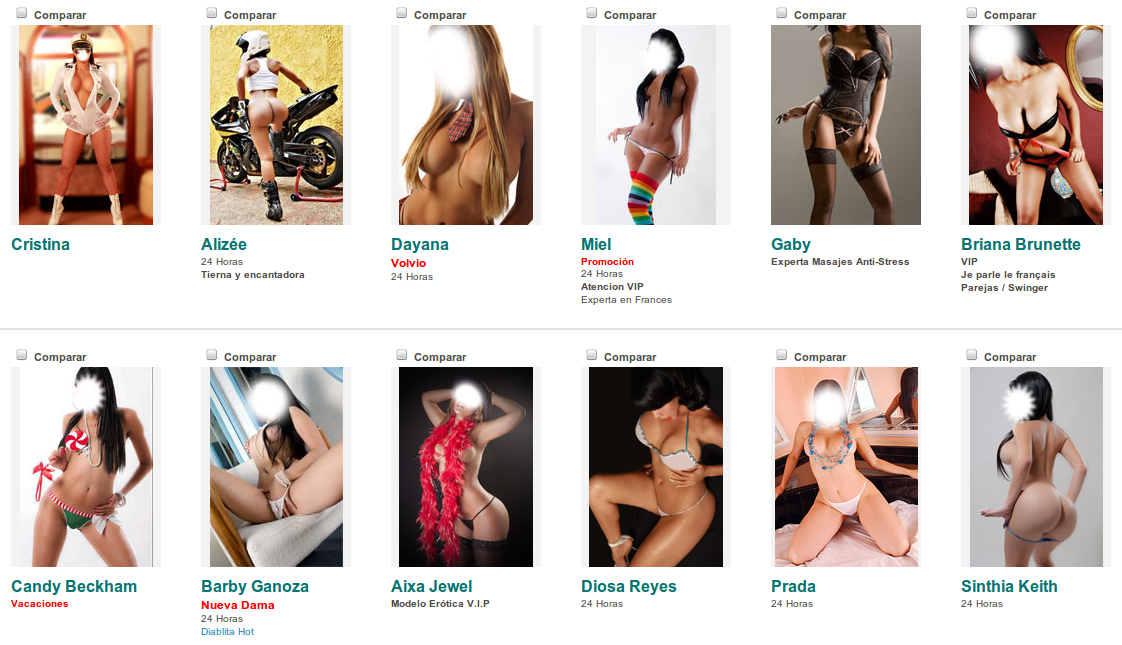 Comparar
Comparar
Comparar
Comparar
Comparar
Comparar
Cristina
Alizée
24 Horas
Tierna y encantadora
Dayana
Volvio
24 Horas
Miel
Promoción
24 Horas
Atencion VIP
Experta en Frances
Gaby
Experta Masajes Anti-Stress
Briana Brunette
VIP
Je parle le français
Parejas / Swinger
Comparar
Comparar
Comparar
Comparar
Comparar
Comparar
Candy Beckham
Vacaciones
Barby Ganoza
Nueva Dama
24 Horas
Diablita Hot
Aixa Jewel
Modelo Erótica V.I.P
Diosa Reyes
24 Horas
Prada
24 Horas
Sinthia Keith
24 Horas